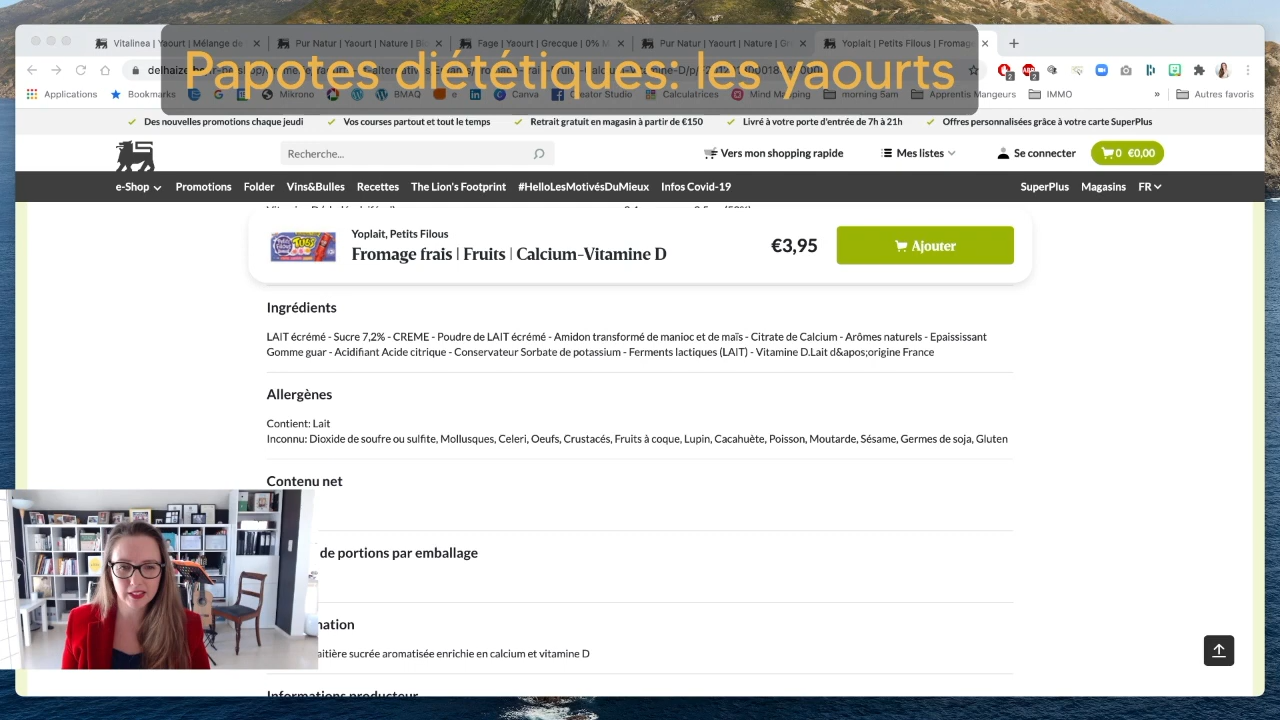 Vitalinea | Yaourt | Mélange de
Pur Natur | Yaourt | Nature | B
Fage | Yaourt | Grecque | 0% M
Pur Natur | Yaourt | Nature | G
Yoplait | Petits Filous | Fromag
Papotes diététiques: les yaourts
Applications
Bookmarks
G
Mikrono
BMAQ
e
Canva
Creator Studio
Calculatrices
Mind Mapping
morning 5am
Apprentis Mangeurs
IMMO
»
Autres favoris
Des nouvelles promotions chaque jeudi
Vos courses partout et tout le temps
Retrait gratuit en magasin à partir de €150
Livré à votre porte d'entrée de 7h à 21h
Offres personnalisées grâce à votre carte SuperPlus
Recherche...
Vers mon shopping rapide
Mes listes
Se connecter
0 €0,00
e-Shop
Promotions
Folder
Vins&Bulles
Recettes
The Lion's Footprint
#HelloLesMotivésDuMieux
Infos Covid-19
SuperPlus
Magasins
FR
Yoplait, Petits Filous
Fromage frais | Fruits | Calcium-Vitamine D
€3,95
Ajouter
Ingrédients
LAIT écrémé - Sucre 7,2% - CREME - Poudre de LAIT écrémé - Amidon transformé de manioc et de maïs - Citrate de Calcium - Arômes naturels - Epaississant
Gomme guar - Acidifiant Acide citrique - Conservateur Sorbate de potassium - Ferments lactiques (LAIT) - Vitamine D.Lait d&apos;origine France
Allergènes
Contient: Lait
Inconnu: Dioxide de soufre ou sulfite, Mollusques, Celeri, Oeufs, Crustacés, Fruits à coque, Lupin, Cacahuète, Poisson, Moutarde, Sésame, Germes de soja, Gluten
Contenu net
de portions par emballage
nation
aitière sucrée aromatisée enrichie en calcium et vitamine D
Informations producteur